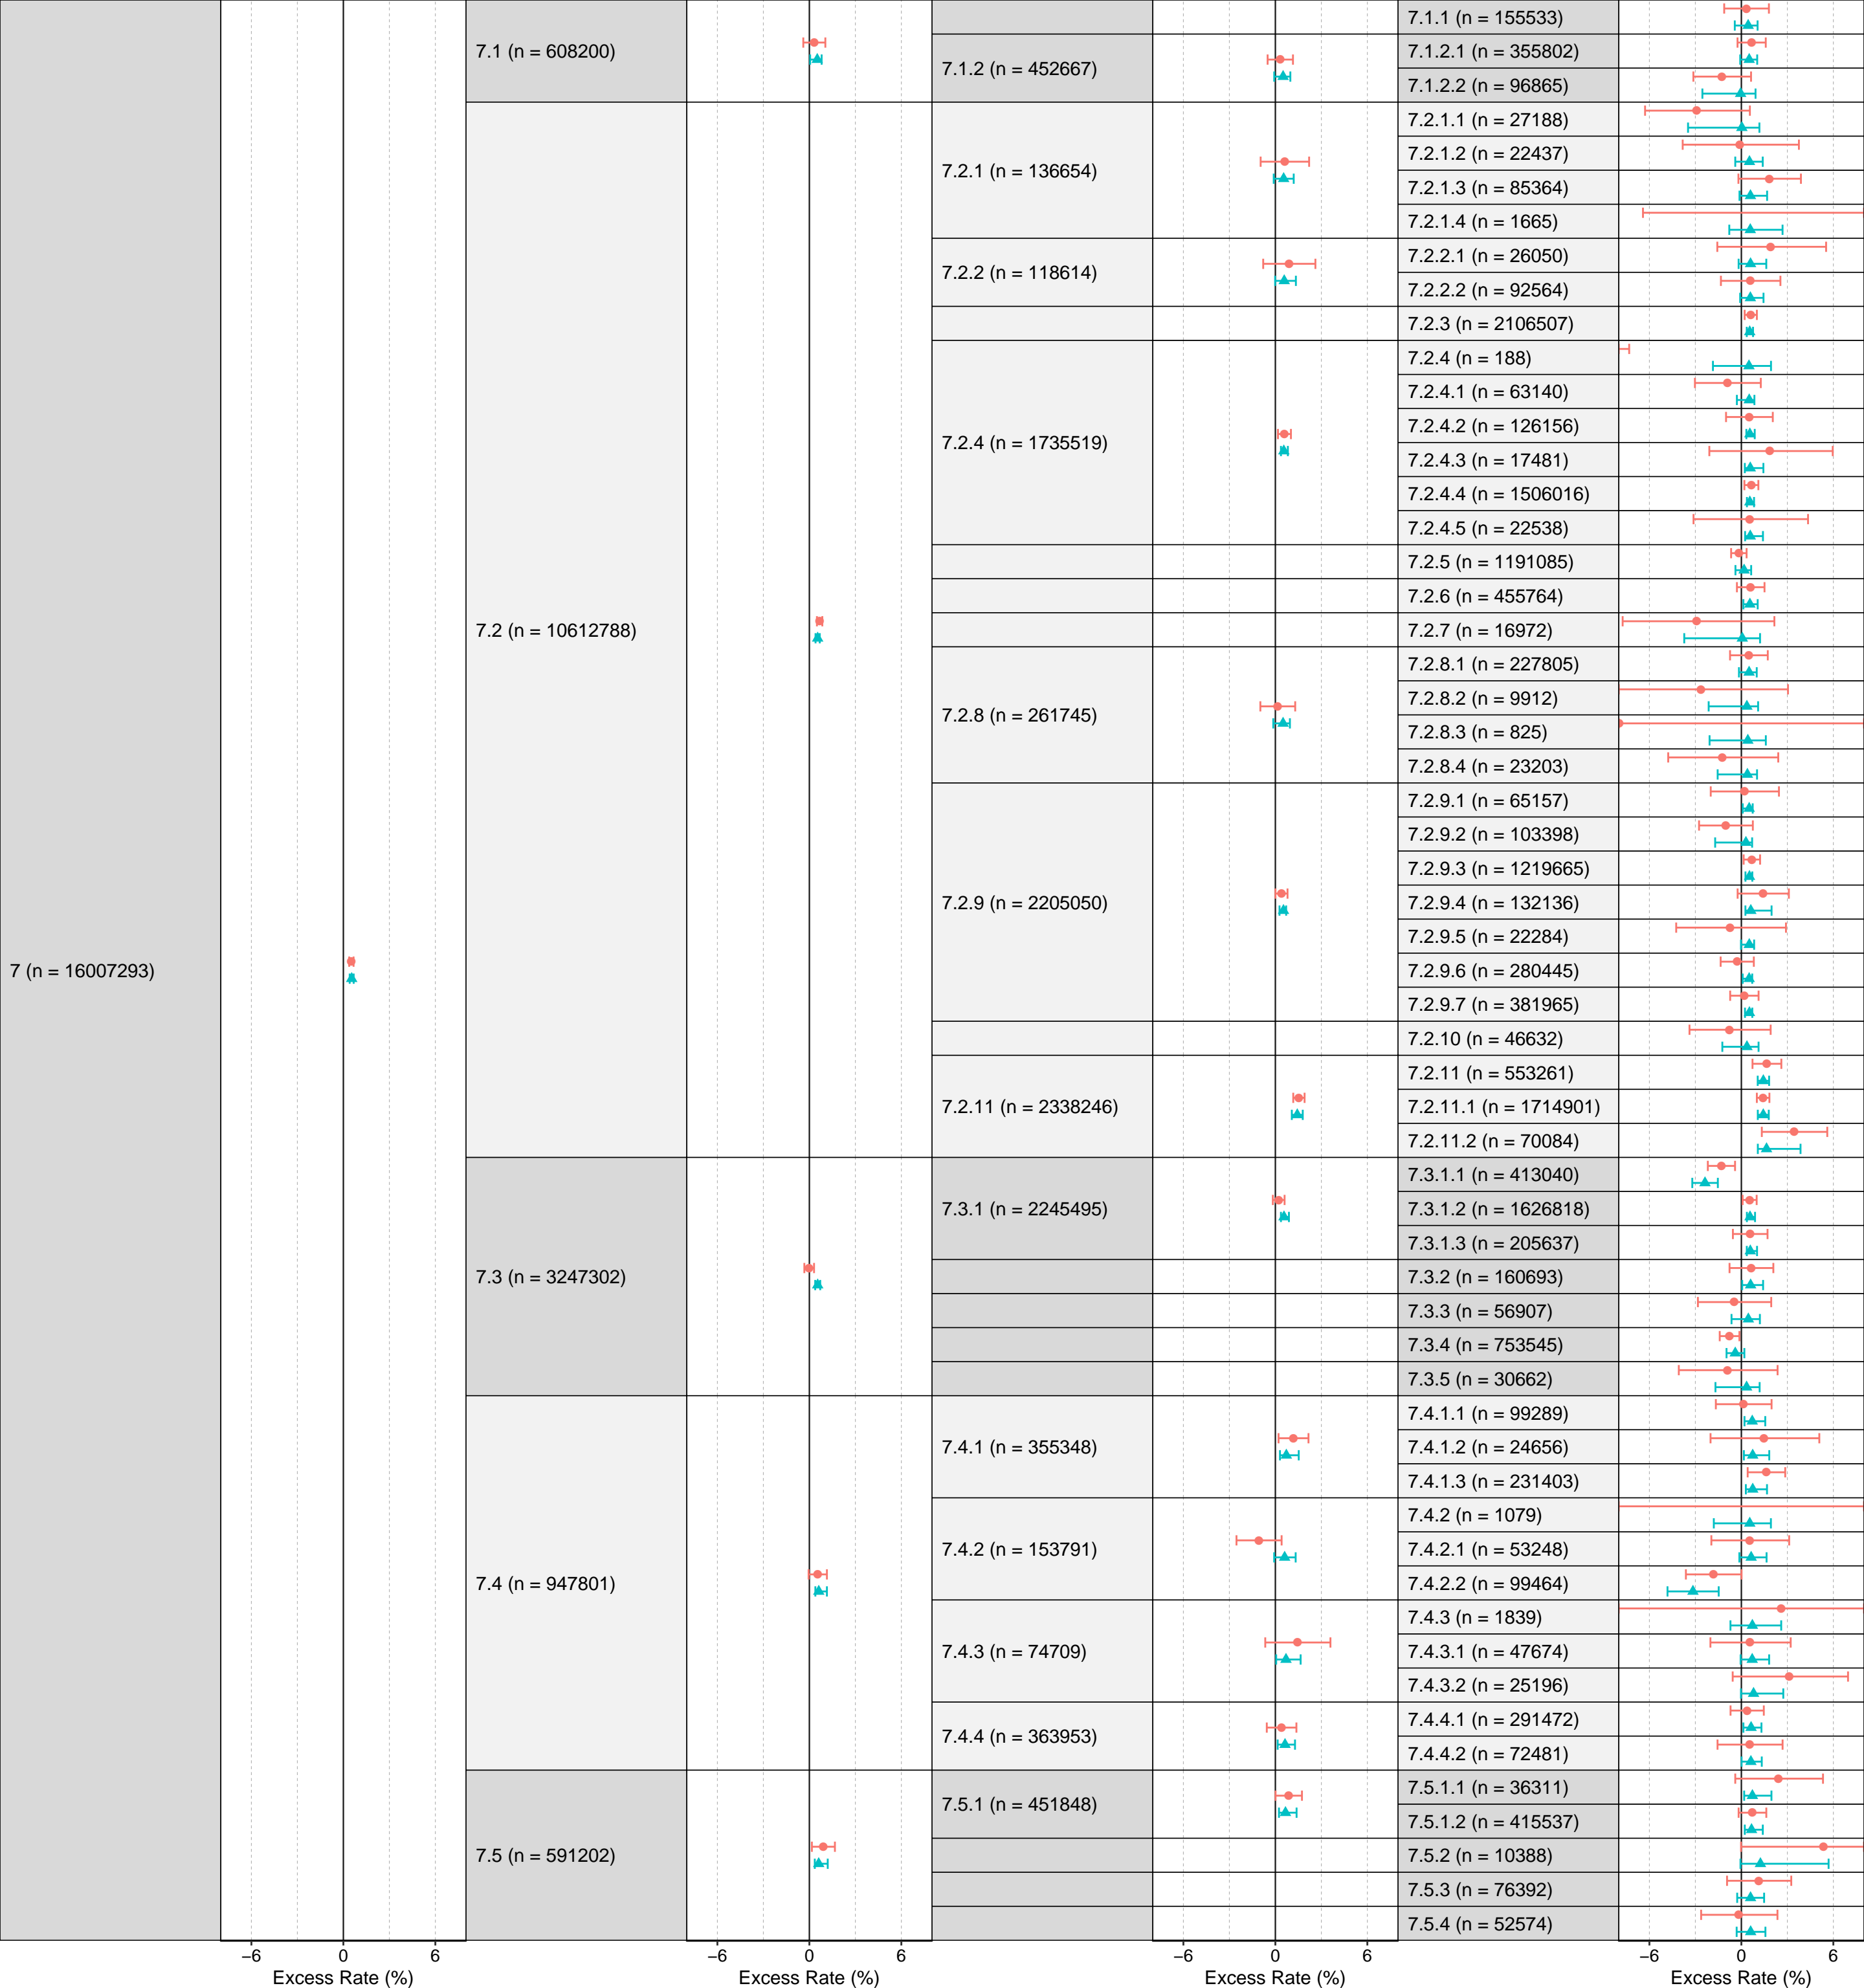 7 (n = 16007293)
7.1 (n = 608200)
7.2 (n = 10612788)
7.3 (n = 3247302)
7.4 (n = 947801)
7.5 (n = 591202)
7.1.2 (n = 452667)
7.2.1 (n = 136654)
7.2.2 (n = 118614)
7.2.4 (n = 1735519)
7.2.8 (n = 261745)
7.2.9 (n = 2205050)
7.2.11 (n = 2338246)
7.3.1 (n = 2245495)
7.4.1 (n = 355348)
7.4.2 (n = 153791)
7.4.3 (n = 74709)
7.4.4 (n = 363953)
7.5.1 (n = 451848)
7.1.1 (n = 155533)
7.1.2.1 (n = 355802)
7.1.2.2 (n = 96865)
7.2.1.1 (n = 27188)
7.2.1.2 (n = 22437)
7.2.1.3 (n = 85364)
7.2.1.4 (n = 1665)
7.2.2.1 (n = 26050)
7.2.2.2 (n = 92564)
7.2.3 (n = 2106507)
7.2.4 (n = 188)
7.2.4.1 (n = 63140)
7.2.4.2 (n = 126156)
7.2.4.3 (n = 17481)
7.2.4.4 (n = 1506016)
7.2.4.5 (n = 22538)
7.2.5 (n = 1191085)
7.2.6 (n = 455764)
7.2.7 (n = 16972)
7.2.8.1 (n = 227805)
7.2.8.2 (n = 9912)
7.2.8.3 (n = 825)
7.2.8.4 (n = 23203)
7.2.9.1 (n = 65157)
7.2.9.2 (n = 103398)
7.2.9.3 (n = 1219665)
7.2.9.4 (n = 132136)
7.2.9.5 (n = 22284)
7.2.9.6 (n = 280445)
7.2.9.7 (n = 381965)
7.2.10 (n = 46632)
7.2.11 (n = 553261)
7.2.11.1 (n = 1714901)
7.2.11.2 (n = 70084)
7.3.1.1 (n = 413040)
7.3.1.2 (n = 1626818)
7.3.1.3 (n = 205637)
7.3.2 (n = 160693)
7.3.3 (n = 56907)
7.3.4 (n = 753545)
7.3.5 (n = 30662)
7.4.1.1 (n = 99289)
7.4.1.2 (n = 24656)
7.4.1.3 (n = 231403)
7.4.2 (n = 1079)
7.4.2.1 (n = 53248)
7.4.2.2 (n = 99464)
7.4.3 (n = 1839)
7.4.3.1 (n = 47674)
7.4.3.2 (n = 25196)
7.4.4.1 (n = 291472)
7.4.4.2 (n = 72481)
7.5.1.1 (n = 36311)
7.5.1.2 (n = 415537)
7.5.2 (n = 10388)
7.5.3 (n = 76392)
7.5.4 (n = 52574)
−6 0 6
Excess Rate (%)
−6 0 6
Excess Rate (%)
−6 0 6
Excess Rate (%)
−6 0 6
Excess Rate (%)